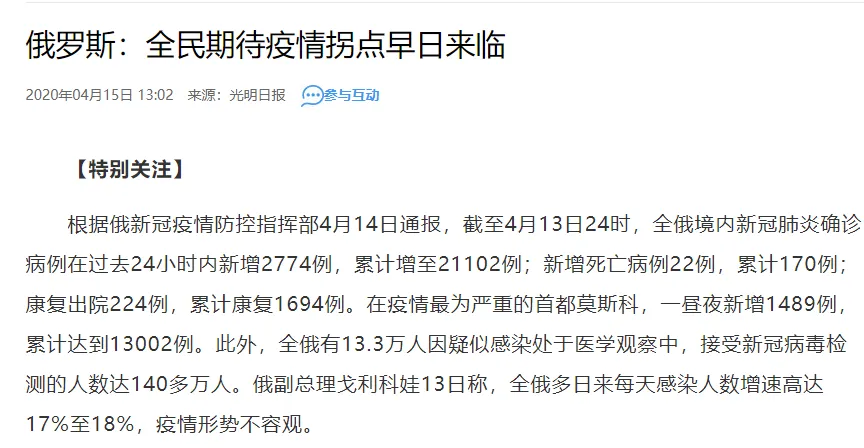 俄罗斯：全民期待疫情拐点早日来临
2020年04月15日 13:02 来源：光明日报 参与互动
【特别关注】
根据俄新冠疫情防控指挥部4月14日通报，截至4月13日24时，全俄境内新冠肺炎确诊
病例在过去24小时内新增2774例，累计增至21102例；新增死亡病例22例，累计170例；
康复出院224例，累计康复1694例。在疫情最为严重的首都莫斯科，一昼夜新增1489例，
累计达到13002例。此外，全俄有13.3万人因疑似感染处于医学观察中，接受新冠病毒检
测的人数达140多万人。俄副总理戈利科娃13日称，全俄多日来每天感染人数增速高达
17%至18%，疫情形势不容观。